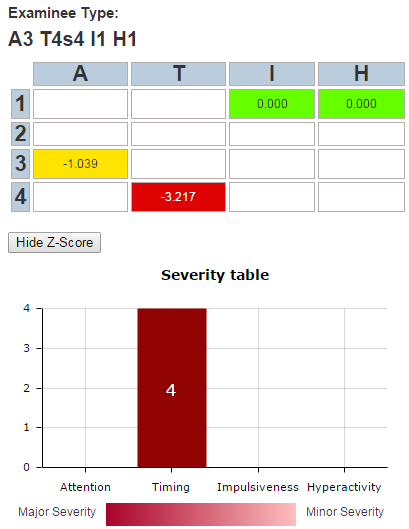 Examinee Type:
A3 T4s4 I1 H1
A T I H
1 0.000 0.000
2
3 -1.039
4 -3.217
Hide Z-Score
Severity table
4
3
2
1
0
4
Attention Timing Impulsiveness Hyperactivity
Major Severity Minor Severity